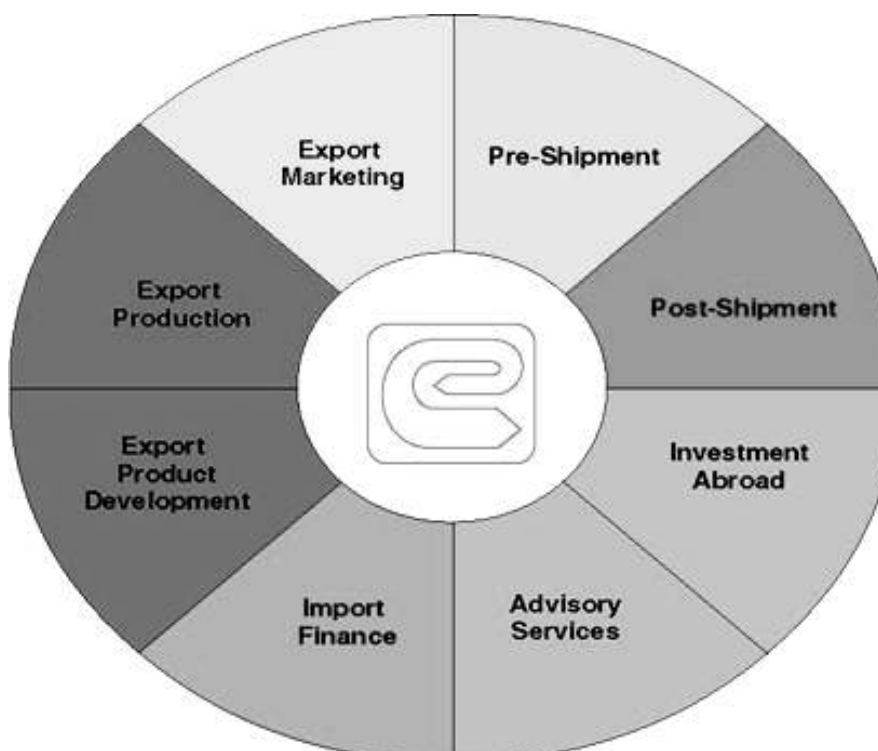 Export
Marketing
Pre-Shipment
Export
Production
Post-Shipment
Export
Product
Development
Investment
Abroad
Import
Finance
Advisory
Services